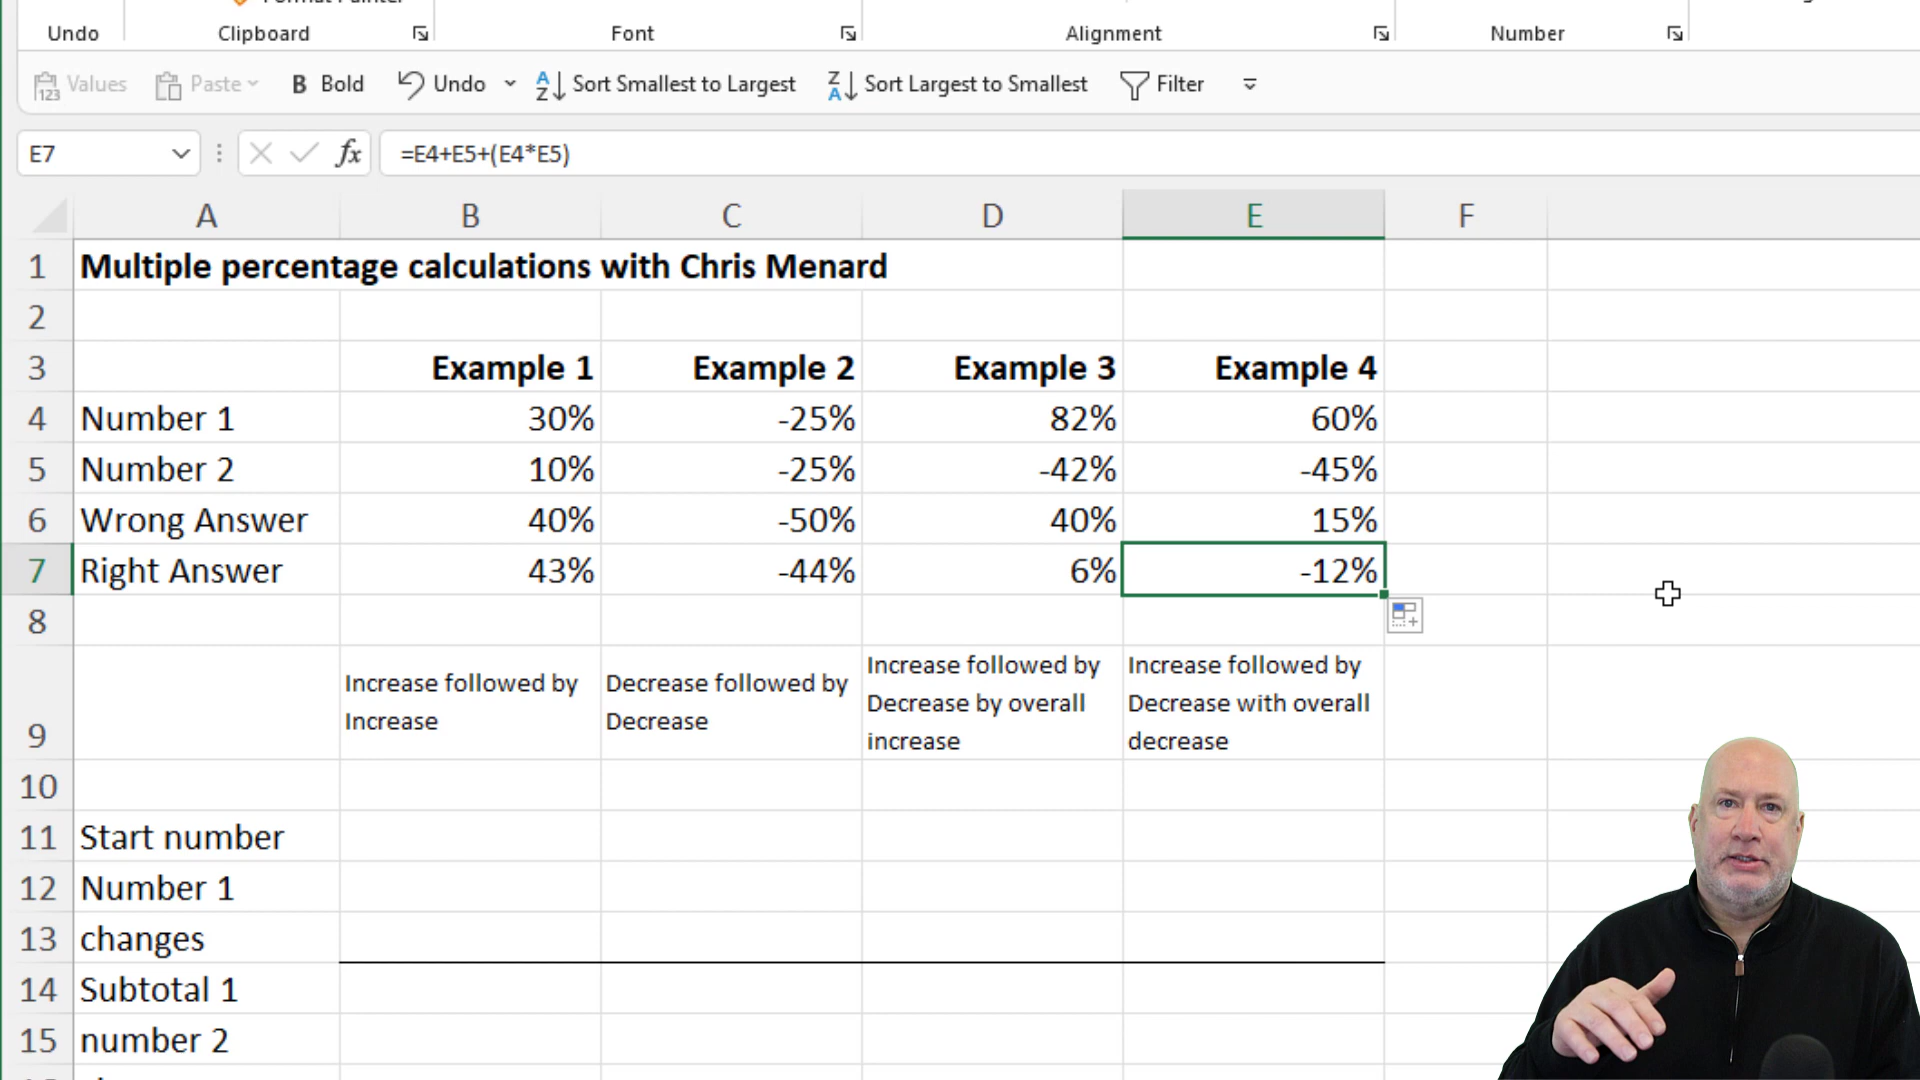 Undo Clipboard Font Alignment Number
Values Paste B Bold Undo Sort Smallest to Largest Sort Largest to Smallest Filter
E7 fx =E4+E5+(E4*E5)
A B C D E F
1 Multiple percentage calculations with Chris Menard
2
3 Example 1 Example 2 Example 3 Example 4
4 Number 1 30% -25% 82% 60%
5 Number 2 10% -25% -42% -45%
6 Wrong Answer 40% -50% 40% 15%
7 Right Answer 43% -44% 6% -12%
8
9 Increase followed by Increase Decrease followed by Decrease Increase followed by Decrease by overall increase Increase followed by Decrease with overall decrease
10
11 Start number
12 Number 1
13 changes
14 Subtotal 1
15 number 2